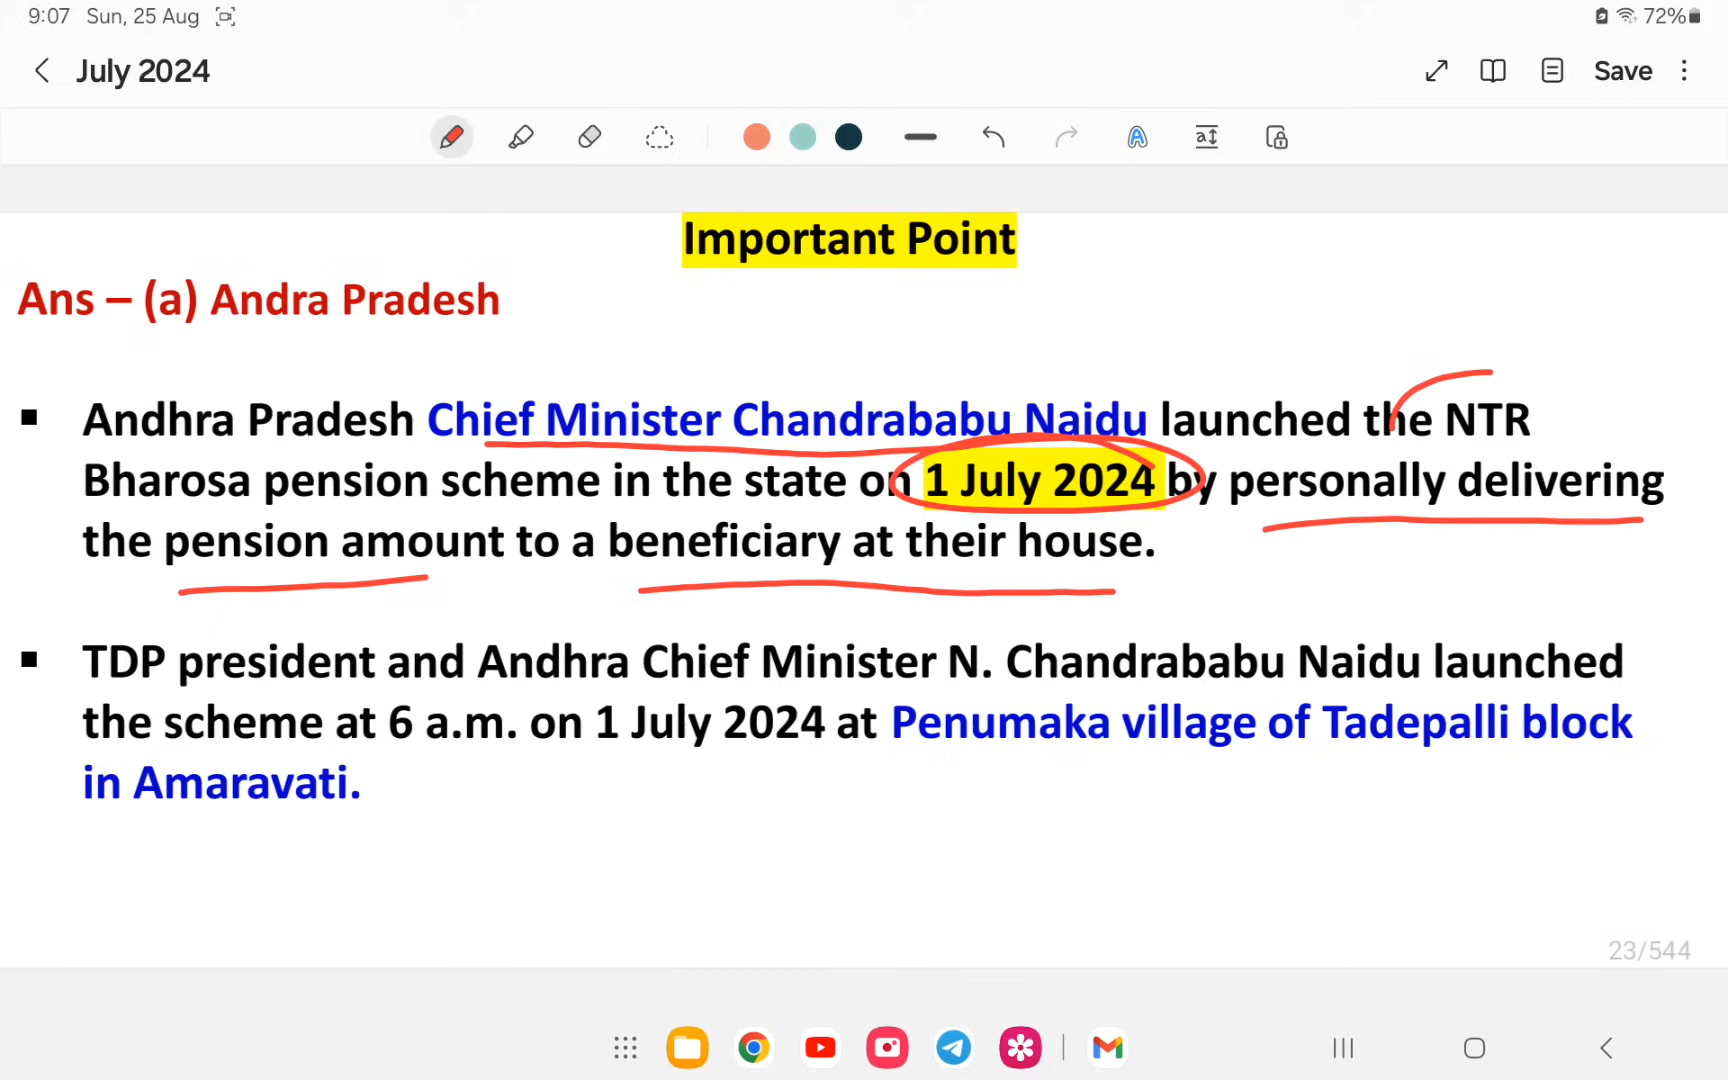 9:07 Sun, 25 Aug 72%
July 2024 Save
Important Point
Ans – (a) Andra Pradesh
▪ Andhra Pradesh Chief Minister Chandrababu Naidu launched the NTR
Bharosa pension scheme in the state on 1 July 2024 by personally delivering
the pension amount to a beneficiary at their house.
▪ TDP president and Andhra Chief Minister N. Chandrababu Naidu launched
the scheme at 6 a.m. on 1 July 2024 at Penumaka village of Tadepalli block
in Amaravati.
23/544